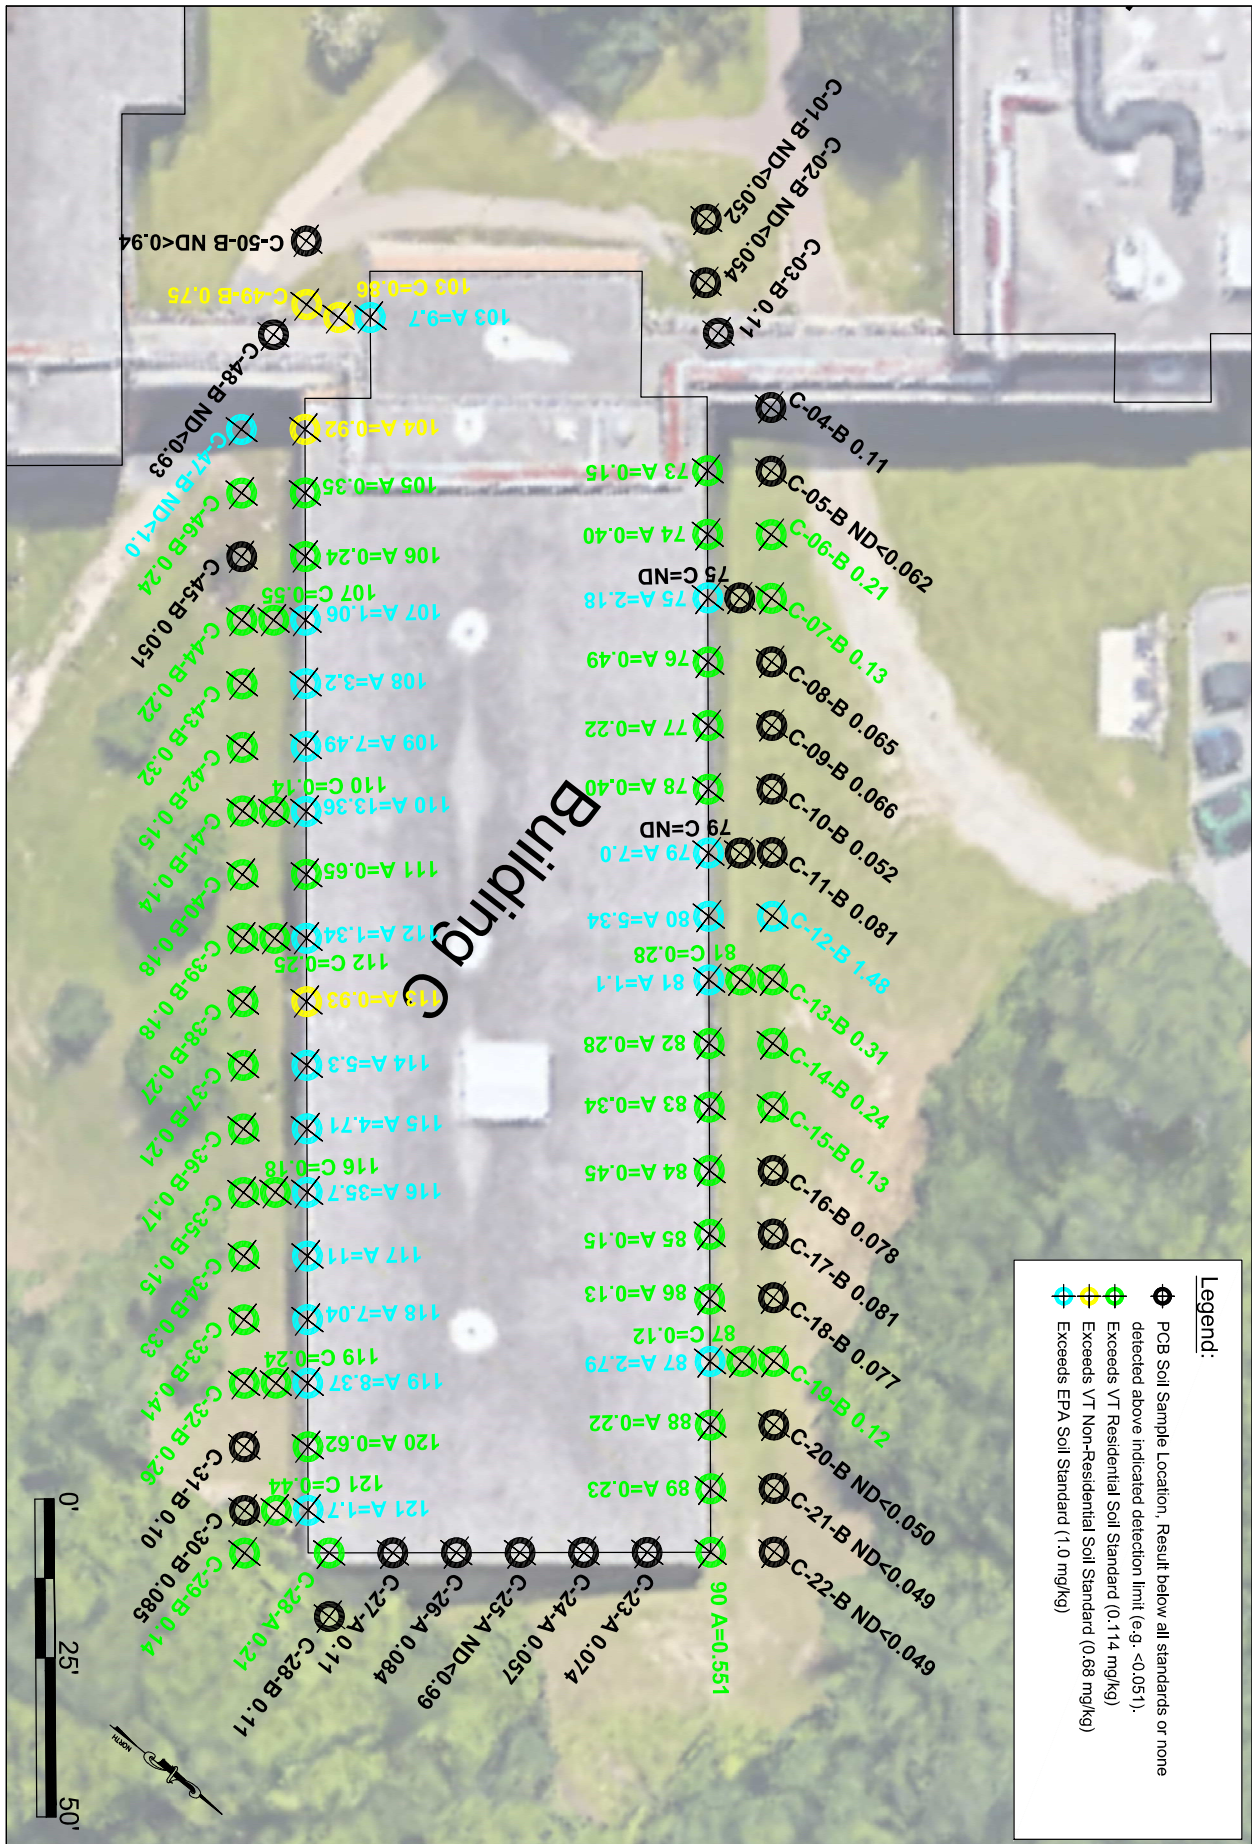 C-01-B ND<0.052
C-02-B ND<0.054
C-03-B 0.11
C-04-B 0.11
C-05-B ND<0.062
C-06-B 0.21
C-07-B 0.13
C-08-B 0.065
C-09-B 0.066
C-10-B 0.052
C-11-B 0.081
C-12-B 1.48
C-13-B 0.31
C-14-B 0.24
C-15-B 0.13
C-16-B 0.078
C-17-B 0.081
C-18-B 0.077
C-19-B 0.12
C-20-B ND<0.050
C-21-B ND<0.049
C-22-B ND<0.049
73 A=0.15
74 A=0.40
75 C=ND
75 A=2.18
76 A=0.49
77 A=0.22
78 A=0.40
79 C=ND
79 A=7.0
80 A=5.34
81 C=0.28
81 A=1.1
82 A=0.28
83 A=0.34
84 A=0.45
85 A=0.15
86 A=0.13
87 C=0.12
87 A=2.79
88 A=0.22
89 A=0.23
90 A=0.551
C-23-A 0.074
C-24-A 0.057
C-25-A ND<0.99
C-26-A 0.084
C-27-A 0.11
C-28-A 0.21
C-28-B 0.11
Building C
103 C=0.86
103 A=9.7
104 A=0.92
105 A=0.35
106 A=0.24
107 C=0.55
107 A=1.06
108 A=3.2
109 A=7.49
110 C=0.14
110 A=13.36
111 A=0.65
112 A=1.34
112 C=0.25
113 A=0.93
114 A=5.3
115 A=4.71
116 C=0.18
116 A=35.7
117 A=11
118 A=7.04
119 C=0.24
119 A=8.37
120 A=0.62
121 C=0.44
121 A=1.7
C-50-B ND<0.94
C-49-B 0.75
C-48-B ND<0.93
C-47-B ND<1.0
C-46-B 0.24
C-45-B 0.051
C-44-B 0.22
C-43-B 0.32
C-42-B 0.15
C-41-B 0.14
C-40-B 0.18
C-39-B 0.18
C-38-B 0.27
C-37-B 0.21
C-36-B 0.17
C-35-B 0.15
C-34-B 0.33
C-33-B 0.41
C-32-B 0.26
C-31-B 0.10
C-30-B 0.085
C-29-B 0.14
Legend:
PCB Soil Sample Location, Result below all standards or none
detected above indicated detection limit (e.g. <0.051).
Exceeds VT Residential Soil Standard (0.114 mg/kg)
Exceeds VT Non-Residential Soil Standard (0.68 mg/kg)
Exceeds EPA Soil Standard (1.0 mg/kg)
0'
25'
50'
NORTH